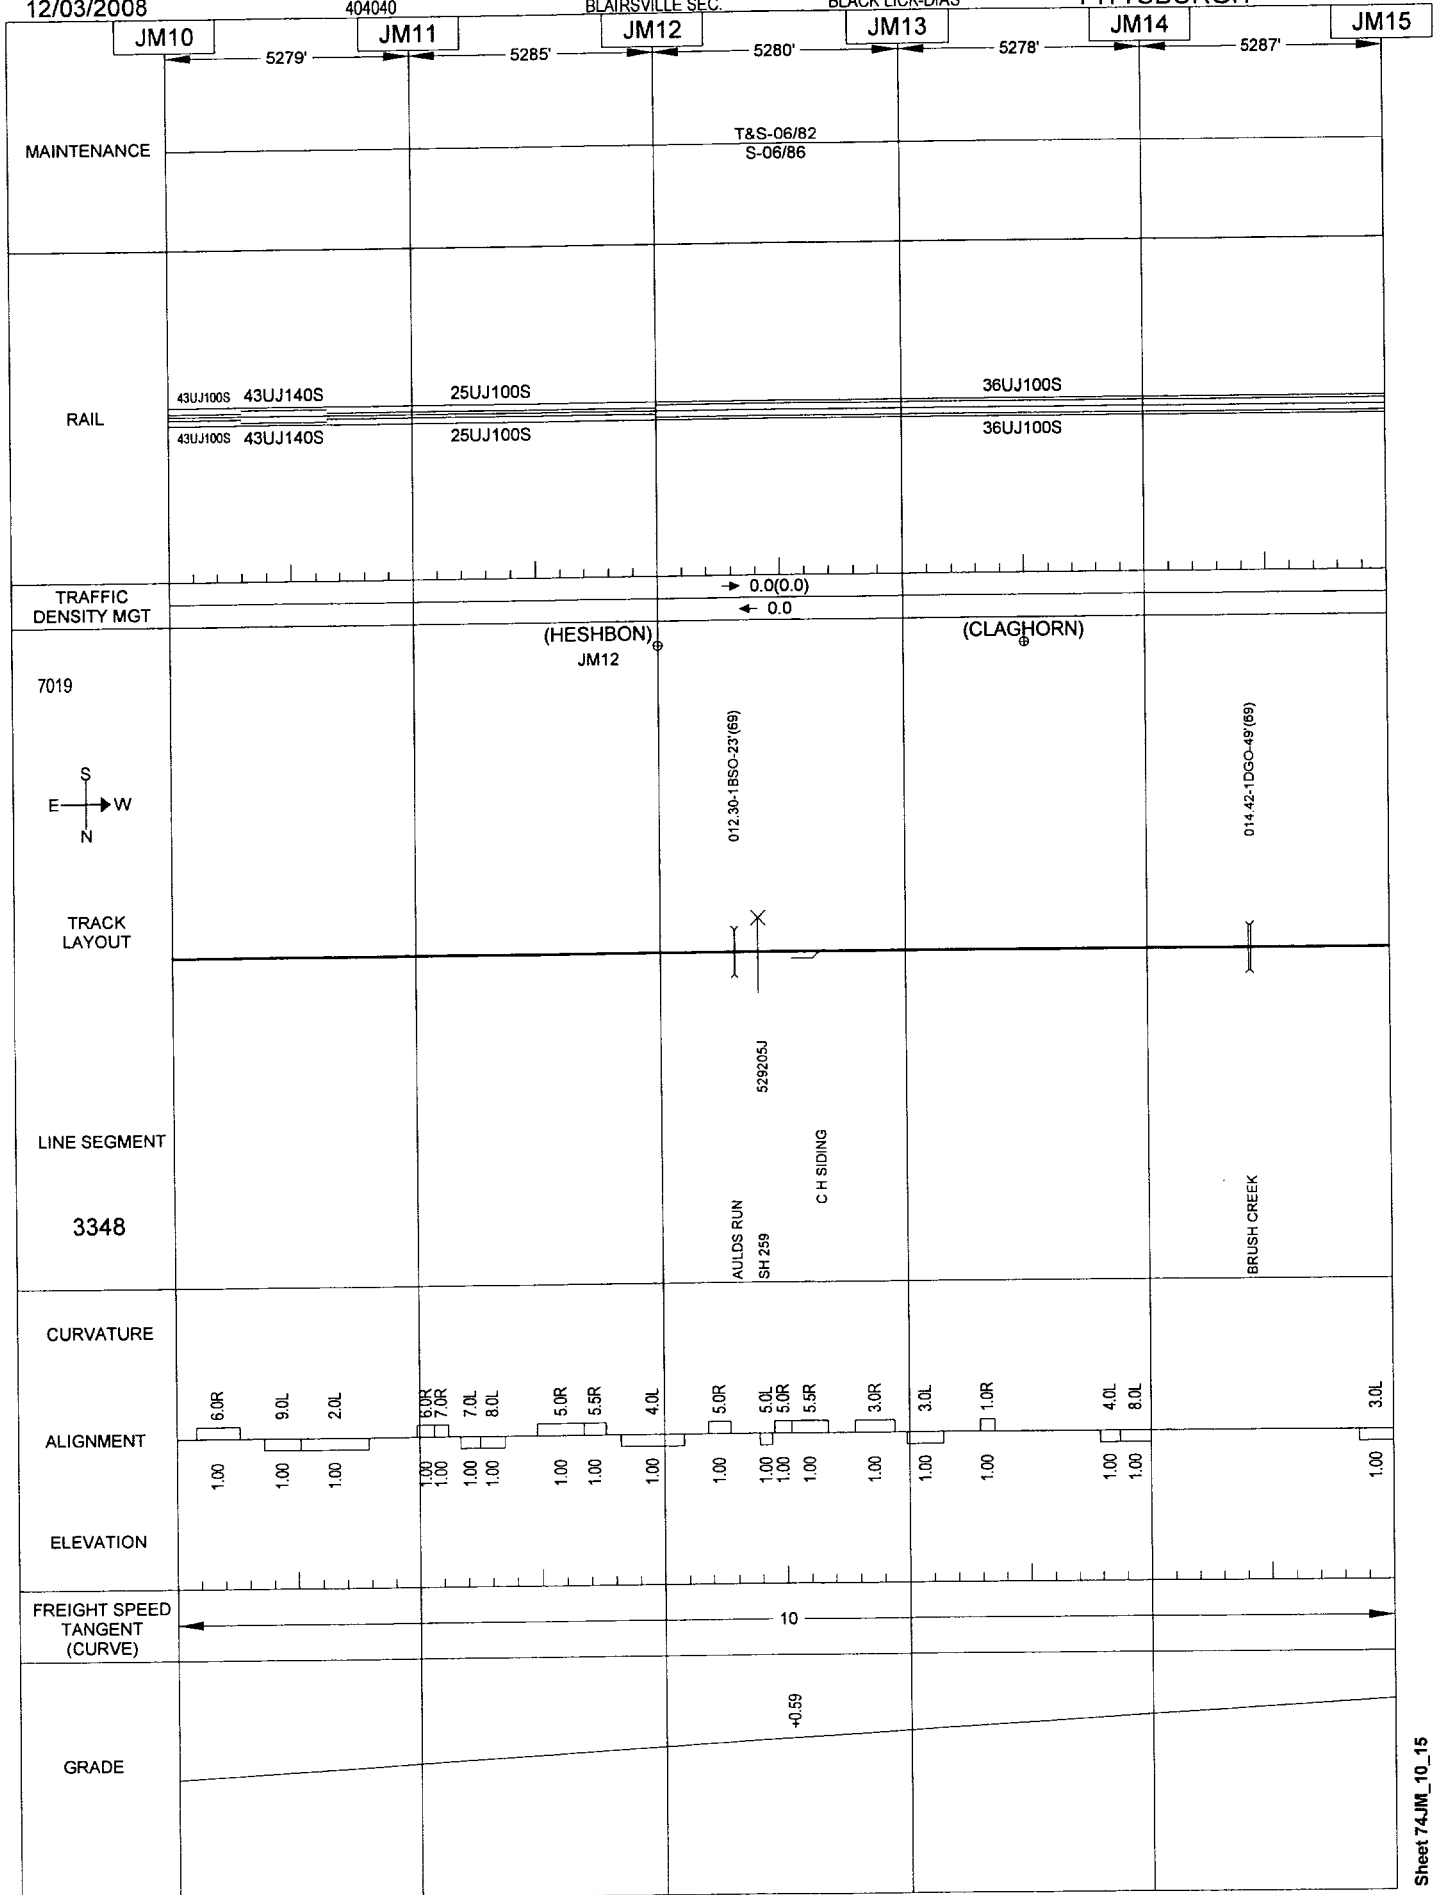 12/03/2008
404040
BLAIRSVILLE SEC.
BLACK LICK-DIAS
PITTSBURGH
JM10
JM11
JM12
JM13
JM14
JM15
5279'
5285'
5280'
5278'
5287'
MAINTENANCE
T&S-06/82
S-06/86
RAIL
43UJ100S 43UJ140S 25UJ100S 36UJ100S
43UJ100S 43UJ140S 25UJ100S 36UJ100S
TRAFFIC
DENSITY MGT
→ 0.0(0.0)
← 0.0
(HESHBON)
JM12
(CLAGHORN)
7019
S
E W
N
012.30-1BSO-23'(69)
014.42-1DGO-49'(69)
TRACK
LAYOUT
529205J
LINE SEGMENT
3348
AULDS RUN
SH 259
C H SIDING
BRUSH CREEK
CURVATURE
6.0R 9.0L 2.0L 6.0R 7.0R 7.0L 8.0L 5.0R 5.5R 4.0L 5.0R 5.0L 5.0R 5.5R 3.0R 3.0L 1.0R 4.0L 8.0L 3.0L
ALIGNMENT
1.00 1.00 1.00 1.00 1.00 1.00 1.00 1.00 1.00 1.00 1.00 1.00 1.00 1.00 1.00 1.00 1.00 1.00 1.00 1.00
ELEVATION
FREIGHT SPEED
TANGENT
(CURVE)
10
GRADE
+0.59
Sheet 74JM_10_15